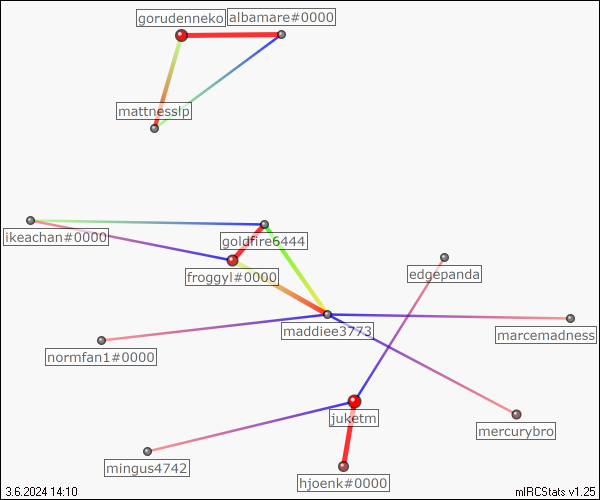 gorudenneko albamare#0000
mattnesslp
ikeachan#0000
goldfire6444
froggyl#0000
edgepanda
maddiee3773
marcemadness
normfan1#0000
juketm
mercurybro
mingus4742
hjoenk#0000
3.6.2024 14:10
mIRCStats v1.25